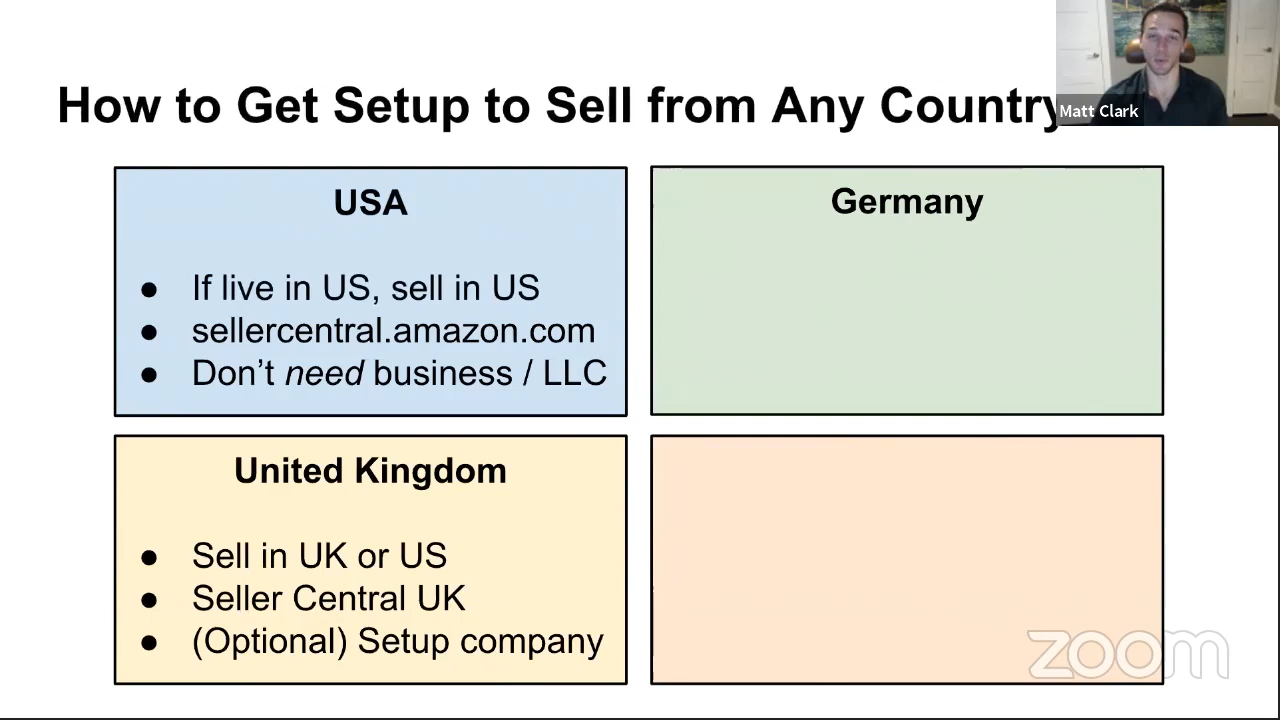 How to Get Setup to Sell from Any Country
Matt Clark
USA
● If live in US, sell in US
● sellercentral.amazon.com
● Don’t need business / LLC
Germany
United Kingdom
● Sell in UK or US
● Seller Central UK
● (Optional) Setup company
zoom